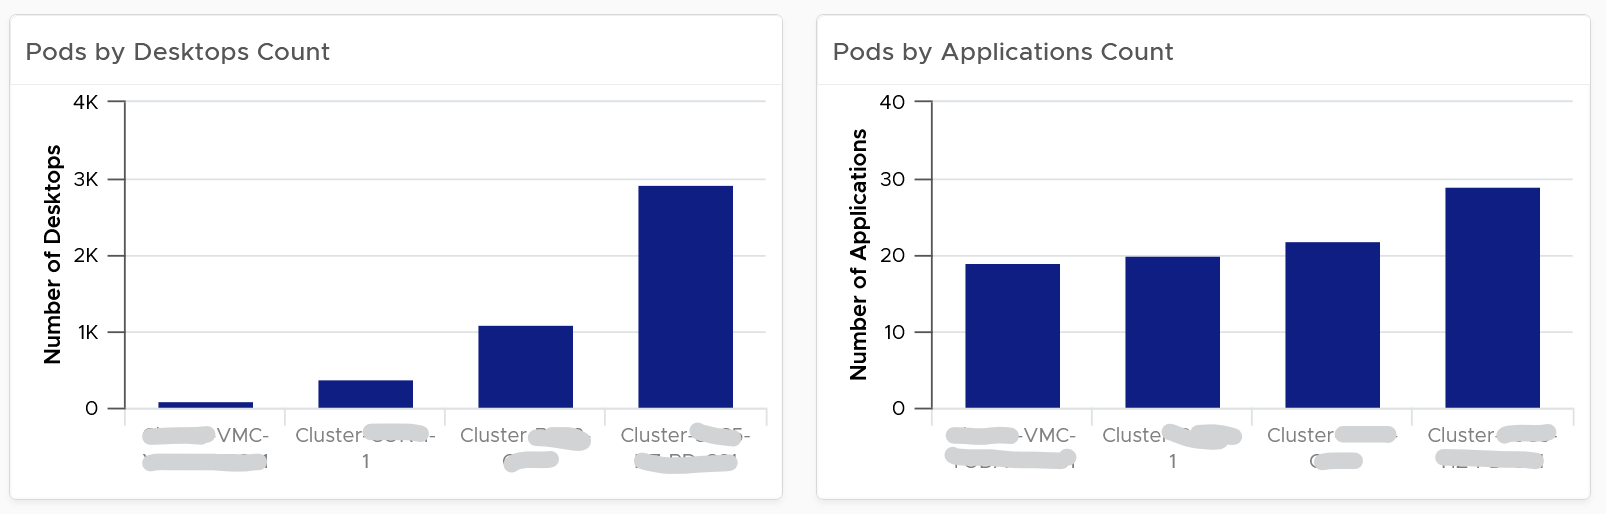 Pods by Desktops Count
Number of Desktops
4K
3K
2K
1K
0
VMC-
Cluster-
1
Cluster-
Cluster-
Pods by Applications Count
Number of Applications
40
30
20
10
0
-VMC-
Cluster-
1
Cluster-
Cluster-